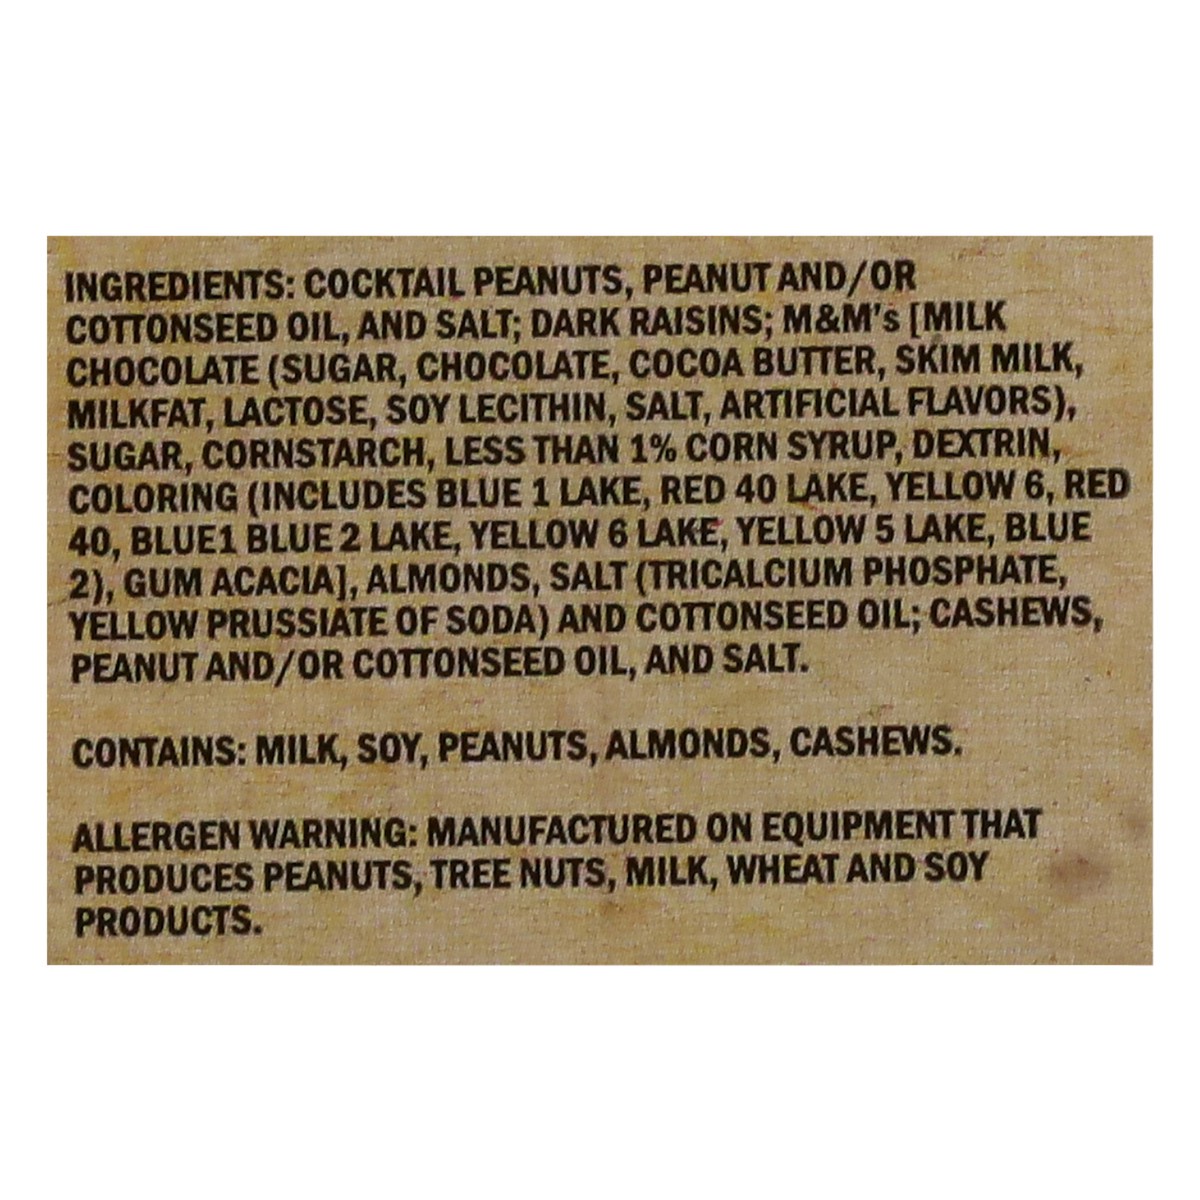 INGREDIENTS: COCKTAIL PEANUTS, PEANUT AND/OR
COTTONSEED OIL, AND SALT; DARK RAISINS; M&M's [MILK
CHOCOLATE (SUGAR, CHOCOLATE, COCOA BUTTER, SKIM MILK,
MILKFAT, LACTOSE, SOY LECITHIN, SALT, ARTIFICIAL FLAVORS),
SUGAR, CORNSTARCH, LESS THAN 1% CORN SYRUP, DEXTRIN,
COLORING (INCLUDES BLUE 1 LAKE, RED 40 LAKE, YELLOW 6, RED
40, BLUE1 BLUE 2 LAKE, YELLOW 6 LAKE, YELLOW 5 LAKE, BLUE
2), GUM ACACIA], ALMONDS, SALT (TRICALCIUM PHOSPHATE,
YELLOW PRUSSIATE OF SODA) AND COTTONSEED OIL; CASHEWS,
PEANUT AND/OR COTTONSEED OIL, AND SALT.
CONTAINS: MILK, SOY, PEANUTS, ALMONDS, CASHEWS.
ALLERGEN WARNING: MANUFACTURED ON EQUIPMENT THAT
PRODUCES PEANUTS, TREE NUTS, MILK, WHEAT AND SOY
PRODUCTS.